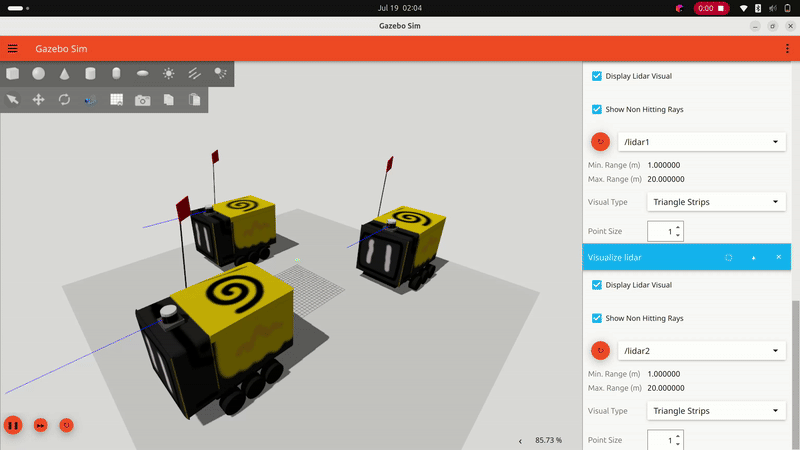 Jul 19 02:04
0:00
Gazebo Sim
Gazebo Sim
Display Lidar Visual
Show Non Hitting Rays
/lidar1
Min. Range (m) 1.000000
Max. Range (m) 20.000000
Visual Type Triangle Strips
Point Size 1
Visualize lidar
Display Lidar Visual
Show Non Hitting Rays
/lidar2
Min. Range (m) 1.000000
Max. Range (m) 20.000000
Visual Type Triangle Strips
Point Size 1
85.73 %